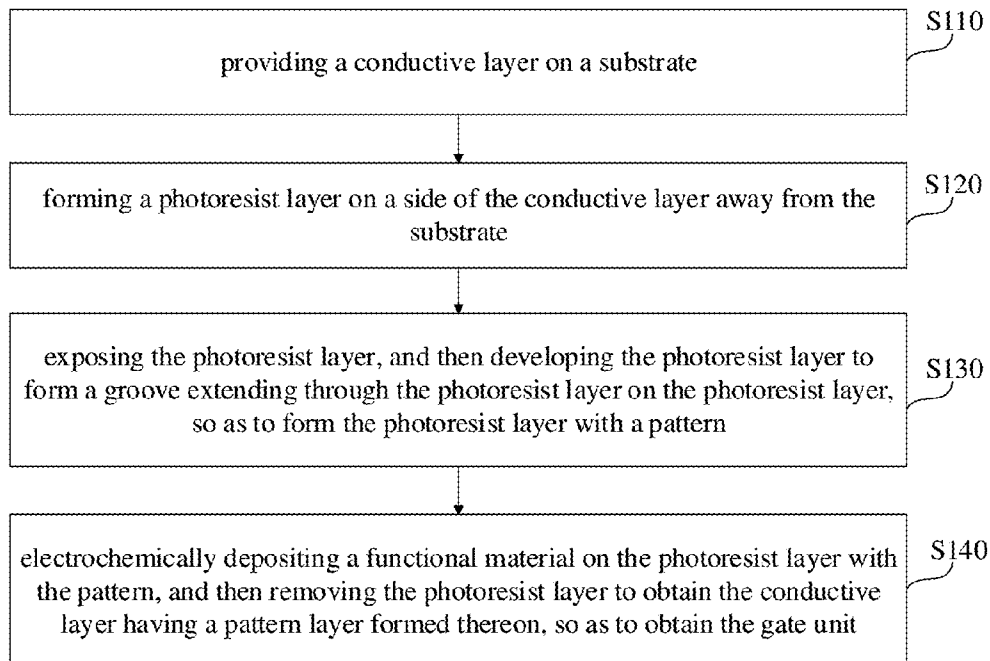 S110
providing a conductive layer on a substrate
S120
forming a photoresist layer on a side of the conductive layer away from the
substrate
S130
exposing the photoresist layer, and then developing the photoresist layer to
form a groove extending through the photoresist layer on the photoresist layer,
so as to form the photoresist layer with a pattern
S140
electrochemically depositing a functional material on the photoresist layer with
the pattern, and then removing the photoresist layer to obtain the conductive
layer having a pattern layer formed thereon, so as to obtain the gate unit